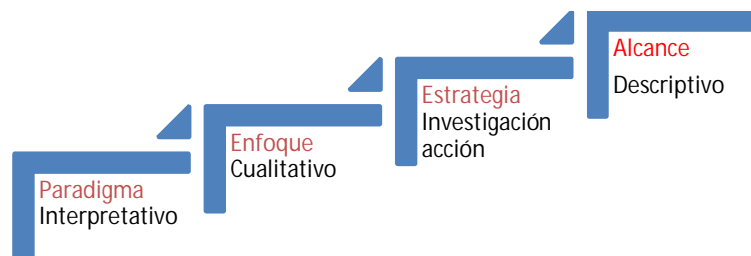 Paradigma
Interpretativo
Enfoque
Cualitativo
Estrategia
Investigación
acción
Alcance
Descriptivo